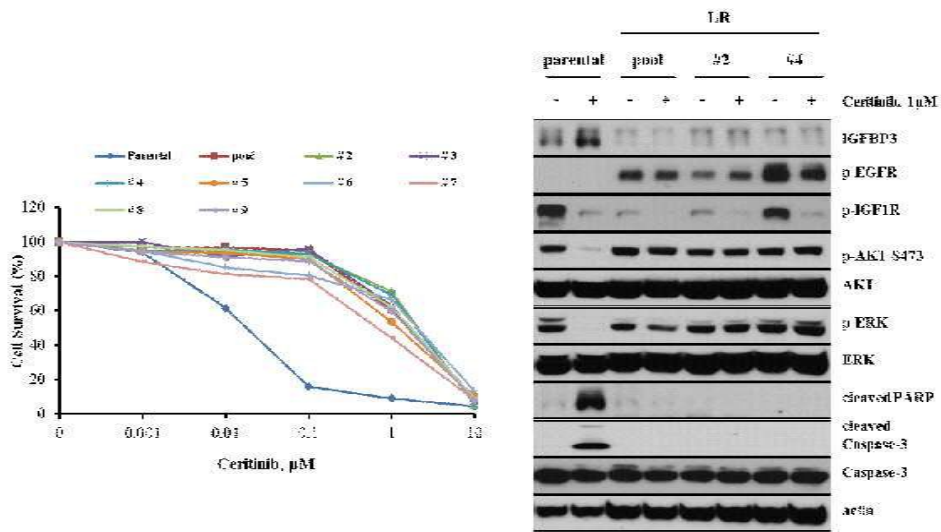 Parental pool #2 #3
#4 #5 #6 #7
#8 #9
Cell Survival (%)
120
100
80
60
40
20
0
0 0.001 0.01 0.1 1 10
Ceritinib, µM
LR
parental pool #2 #4
- + - + - + - + Ceritinib, 1µM
IGFBP3
p-EGFR
p-IGF1R
p-AKT S473
AKT
p-ERK
ERK
cleaved PARP
cleaved
Caspase-3
Caspase-3
actin